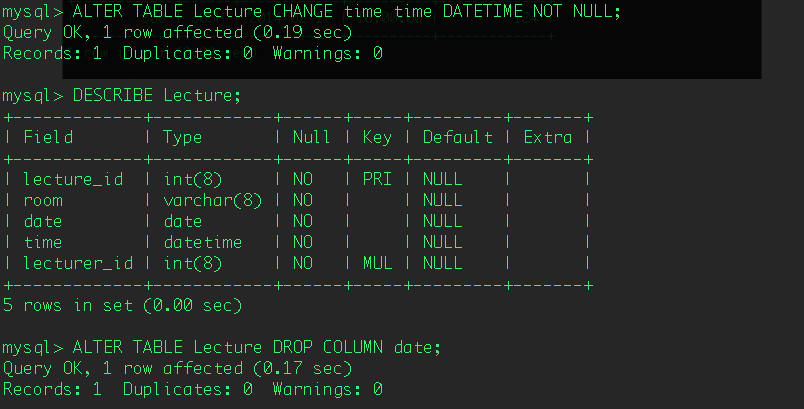 mysql> ALTER TABLE Lecture CHANGE time time DATETIME NOT NULL;
Query OK, 1 row affected (0.19 sec)
Records: 1  Duplicates: 0  Warnings: 0

mysql> DESCRIBE Lecture;
+-------------+------------+------+-----+---------+-------+
| Field       | Type       | Null | Key | Default | Extra |
+-------------+------------+------+-----+---------+-------+
| lecture_id  | int(8)     | NO   | PRI | NULL    |       |
| room        | varchar(8) | NO   |     | NULL    |       |
| date        | date       | NO   |     | NULL    |       |
| time        | datetime   | NO   |     | NULL    |       |
| lecturer_id | int(8)     | NO   | MUL | NULL    |       |
+-------------+------------+------+-----+---------+-------+
5 rows in set (0.00 sec)

mysql> ALTER TABLE Lecture DROP COLUMN date;
Query OK, 1 row affected (0.17 sec)
Records: 1  Duplicates: 0  Warnings: 0